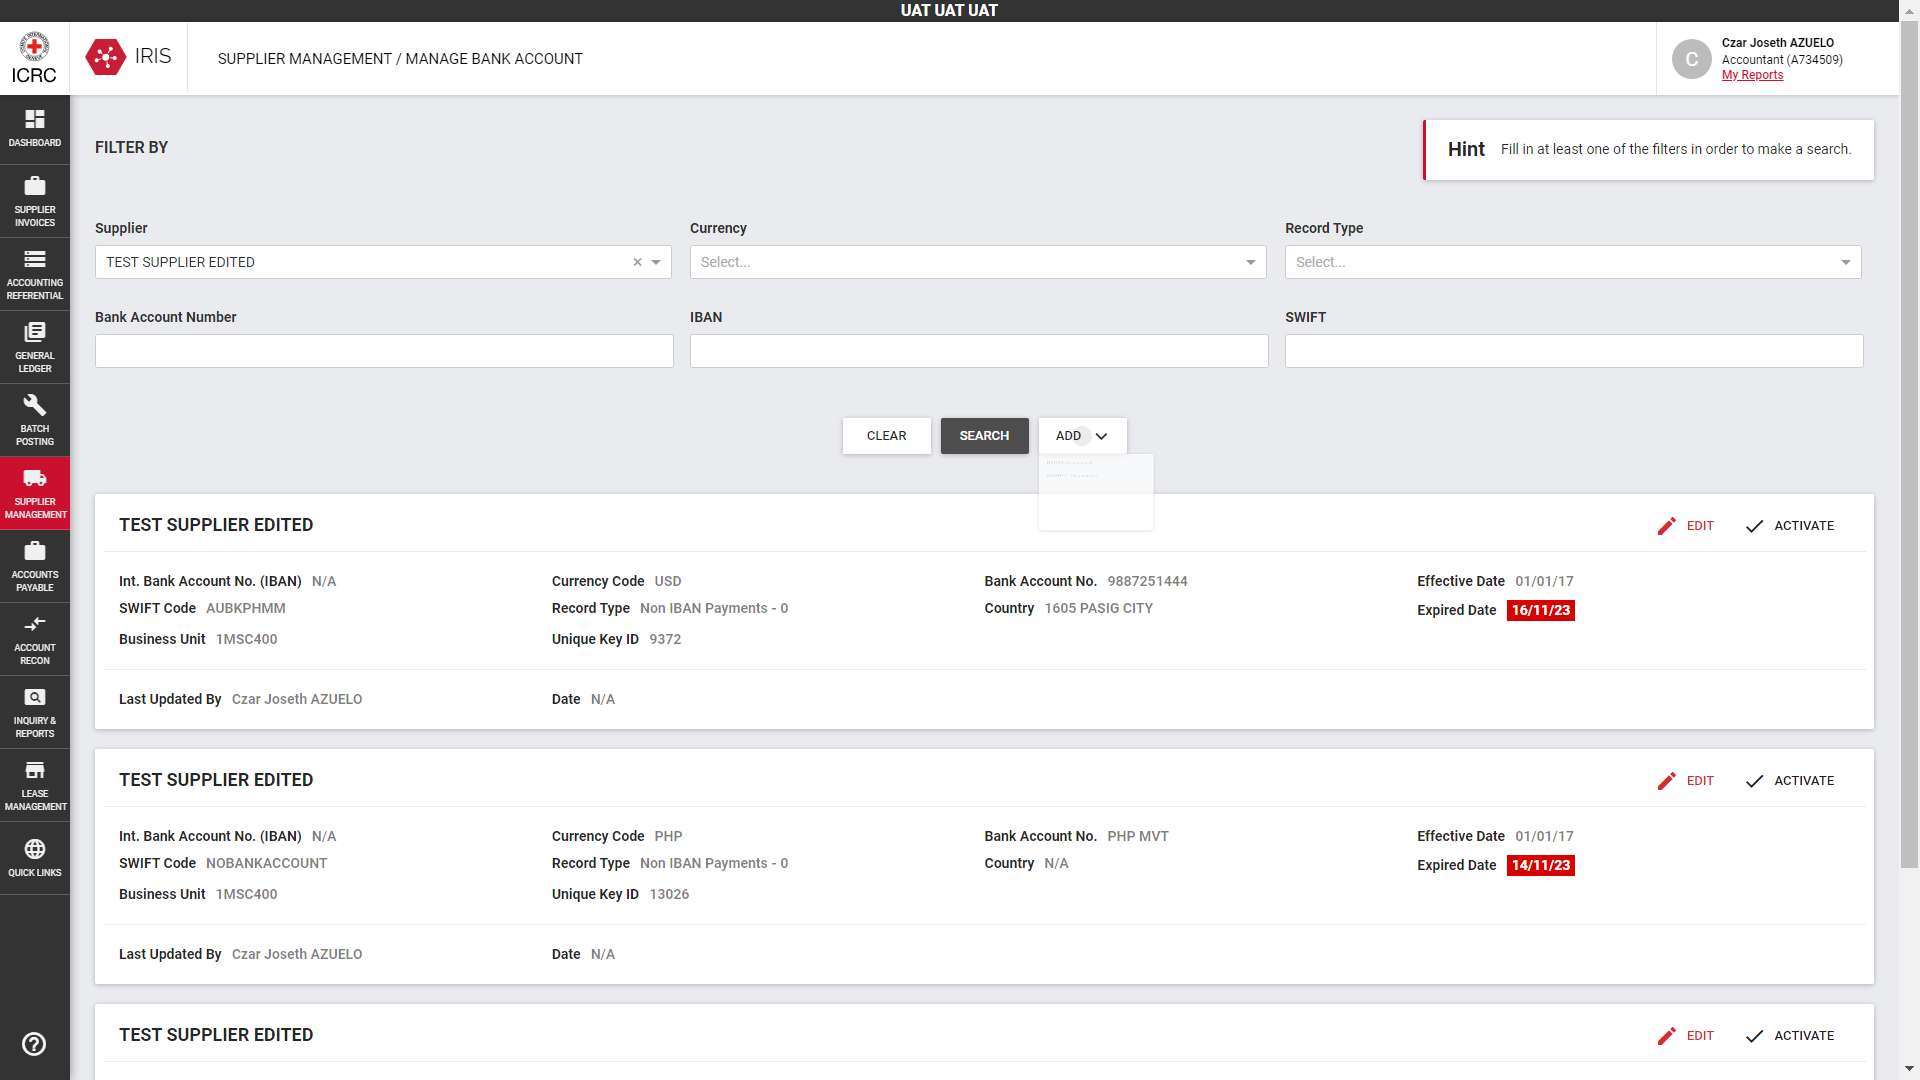 UAT UAT UAT
ICRC
IRIS
SUPPLIER MANAGEMENT / MANAGE BANK ACCOUNT
C
Czar Joseth AZUELO
Accountant (A734509)
My Reports
DASHBOARD
SUPPLIER
INVOICES
ACCOUNTING
REFERENTIAL
GENERAL
LEDGER
BATCH
POSTING
SUPPLIER
MANAGEMENT
ACCOUNTS
PAYABLE
ACCOUNT
RECON
INQUIRY &
REPORTS
LEASE
MANAGEMENT
QUICK LINKS
FILTER BY
Hint Fill in at least one of the filters in order to make a search.
Supplier Currency Record Type
TEST SUPPLIER EDITED Select... Select...
Bank Account Number IBAN SWIFT
CLEAR SEARCH ADD
TEST SUPPLIER EDITED EDIT ACTIVATE
Int. Bank Account No. (IBAN) N/A Currency Code USD Bank Account No. 9887251444 Effective Date 01/01/17
SWIFT Code AUBKPHMM Record Type Non IBAN Payments - 0 Country 1605 PASIG CITY Expired Date 16/11/23
Business Unit 1MSC400 Unique Key ID 9372
Last Updated By Czar Joseth AZUELO Date N/A
TEST SUPPLIER EDITED EDIT ACTIVATE
Int. Bank Account No. (IBAN) N/A Currency Code PHP Bank Account No. PHP MVT Effective Date 01/01/17
SWIFT Code NOBANKACCOUNT Record Type Non IBAN Payments - 0 Country N/A Expired Date 14/11/23
Business Unit 1MSC400 Unique Key ID 13026
Last Updated By Czar Joseth AZUELO Date N/A
TEST SUPPLIER EDITED EDIT ACTIVATE